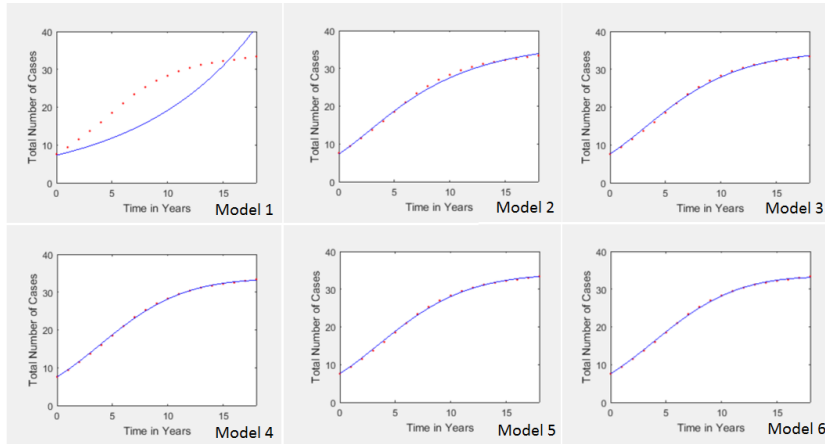 40
30
20
10
0
Total Number of Cases
0 5 10 15
Time in Years
Model 1
40
30
20
10
0
Total Number of Cases
0 5 10 15
Time in Years
Model 2
40
30
20
10
0
Total Number of Cases
0 5 10 15
Time in Years
Model 3
40
30
20
10
0
Total Number of Cases
0 5 10 15
Time in Years
Model 4
40
30
20
10
0
Total Number of Cases
0 5 10 15
Time in Years
Model 5
40
30
20
10
0
Total Number of Cases
0 5 10 15
Time in Years
Model 6